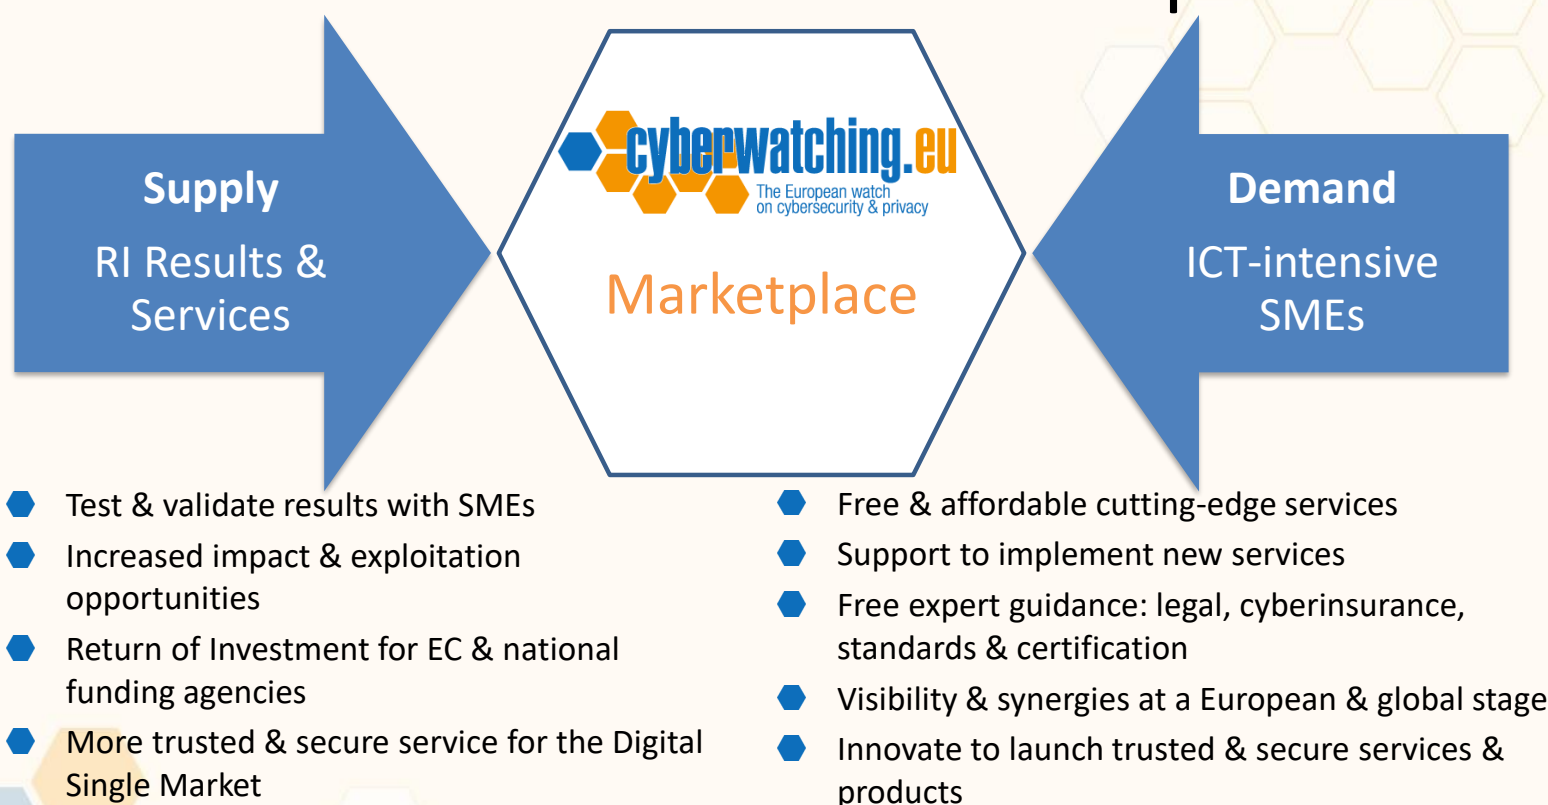 Supply
RI Results &
Services
cyberwatching.eu
The European watch
on cybersecurity & privacy
Marketplace
Demand
ICT-intensive
SMEs
Test & validate results with SMEs
Increased impact & exploitation
opportunities
Return of Investment for EC & national
funding agencies
More trusted & secure service for the Digital
Single Market
Free & affordable cutting-edge services
Support to implement new services
Free expert guidance: legal, cyberinsurance,
standards & certification
Visibility & synergies at a European & global stage
Innovate to launch trusted & secure services &
products